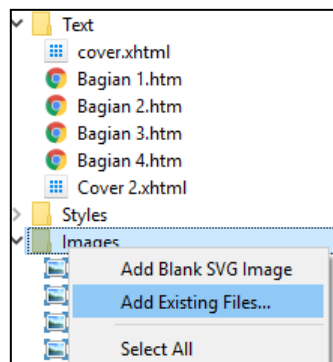 Text
cover.xhtml
Bagian 1.htm
Bagian 2.htm
Bagian 3.htm
Bagian 4.htm
Cover 2.xhtml
Styles
Images
Add Blank SVG Image
Add Existing Files...
Select All